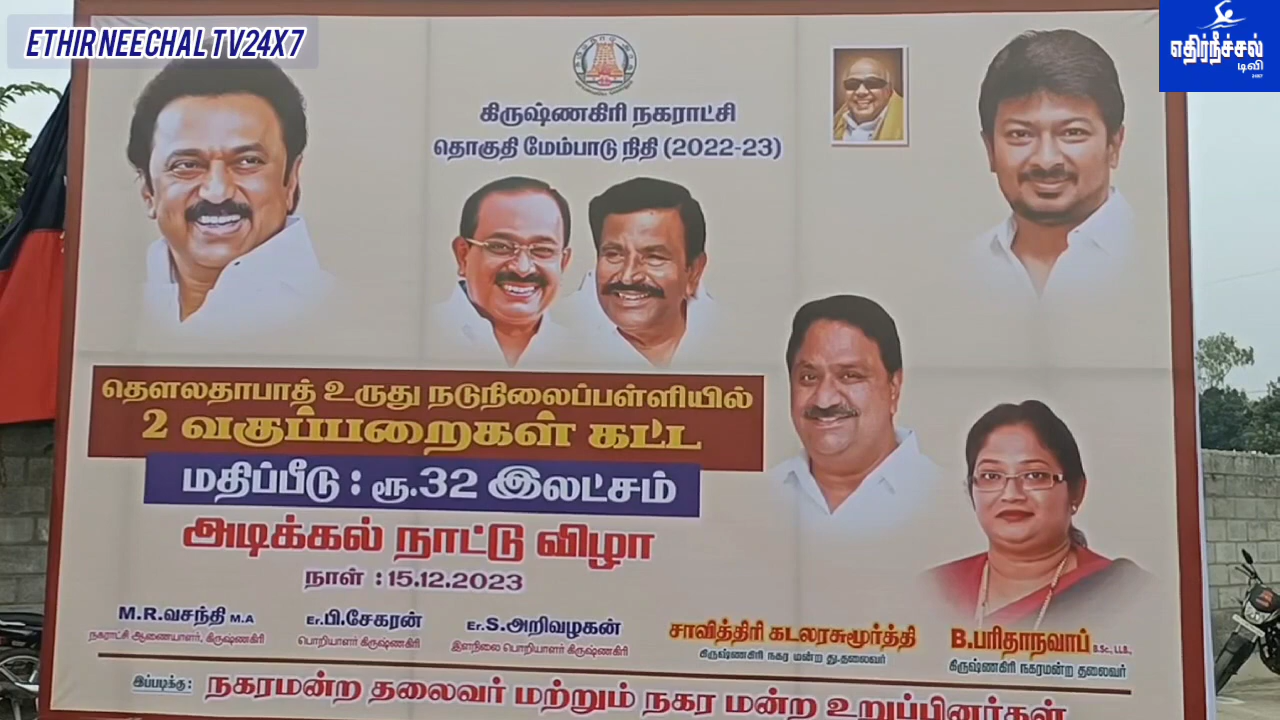 ETHIR NEECHAL TV24X7
எதிர்நீச்சல்
டிவி
24X7
கிருஷ்ணகிரி நகராட்சி
தொகுதி மேம்பாடு நிதி (2022-23)
தௌலதாபாத் உருது நடுநிலைப்பள்ளியில்
2 வகுப்பறைகள் கட்ட
மதிப்பீடு : ரூ.32 இலட்சம்
அடிக்கல் நாட்டு விழா
நாள் : 15.12.2023
M.R.வசந்தி M.A
நகராட்சி ஆணையாளர், கிருஷ்ணகிரி
Er.பி.சேகரன்
பொறியாளர் கிருஷ்ணகிரி
Er.S.அறிவழகன்
இளநிலை பொறியாளர் கிருஷ்ணகிரி
சாவித்திரி கடலரசுமூர்த்தி
கிருஷ்ணகிரி நகர மன்ற து.தலைவர்
B.பரிதாநவாப் B.Sc., LL.B.,
கிருஷ்ணகிரி நகரமன்ற தலைவர்
இப்படிக்கு: நகரமன்ற தலைவர் மற்றும் நகர மன்ற உறுப்பினர்கள்